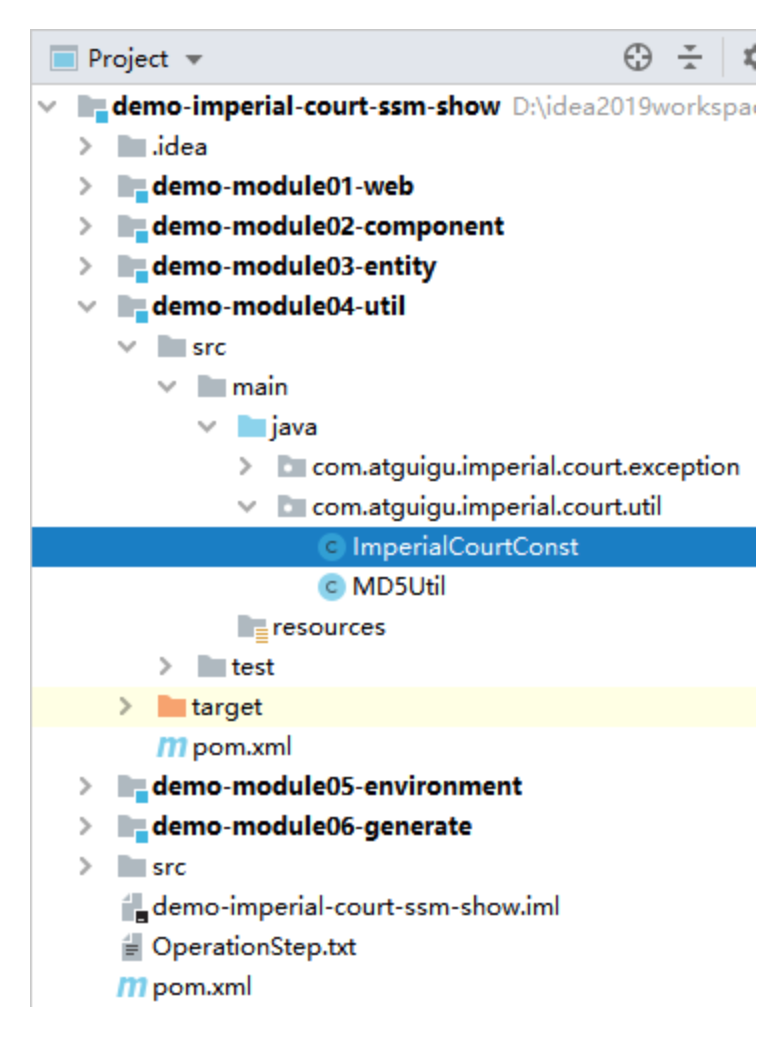 Project
demo-imperial-court-ssm-show D:\idea2019workspa
.idea
demo-module01-web
demo-module02-component
demo-module03-entity
demo-module04-util
src
main
java
com.atguigu.imperial.court.exception
com.atguigu.imperial.court.util
ImperialCourtConst
MD5Util
resources
test
target
pom.xml
demo-module05-environment
demo-module06-generate
src
demo-imperial-court-ssm-show.iml
OperationStep.txt
pom.xml